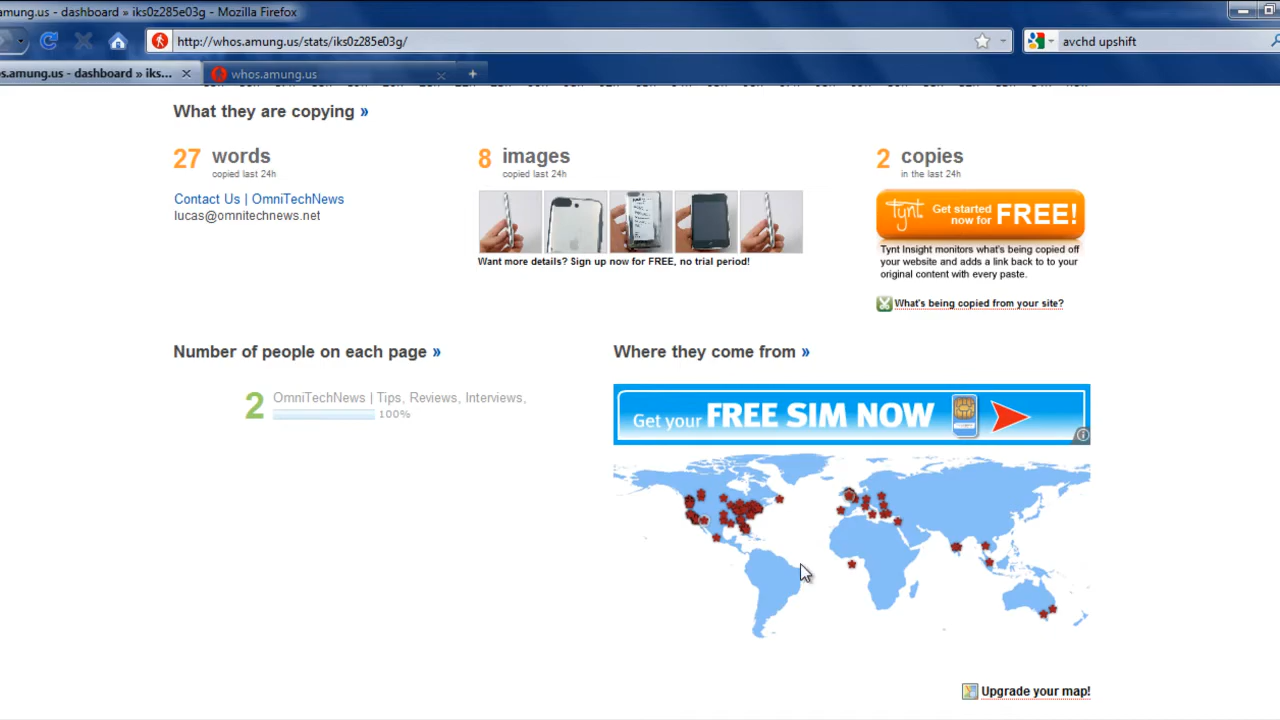 amung.us - dashboard » iks0z285e03g - Mozilla Firefox
http://whos.amung.us/stats/iks0z285e03g/
avchd upshift
s.amung.us - dashboard » iks...
whos.amung.us
What they are copying »
27 words
copied last 24h
Contact Us | OmniTechNews
lucas@omnitechnews.net
8 images
copied last 24h
Want more details? Sign up now for FREE, no trial period!
2 copies
in the last 24h
Tynt. Get started now for FREE!
Tynt Insight monitors what's being copied off
your website and adds a link back to to your
original content with every paste.
What's being copied from your site?
Number of people on each page »
2 OmniTechNews | Tips, Reviews, Interviews,
100%
Where they come from »
Get your FREE SIM NOW
Upgrade your map!